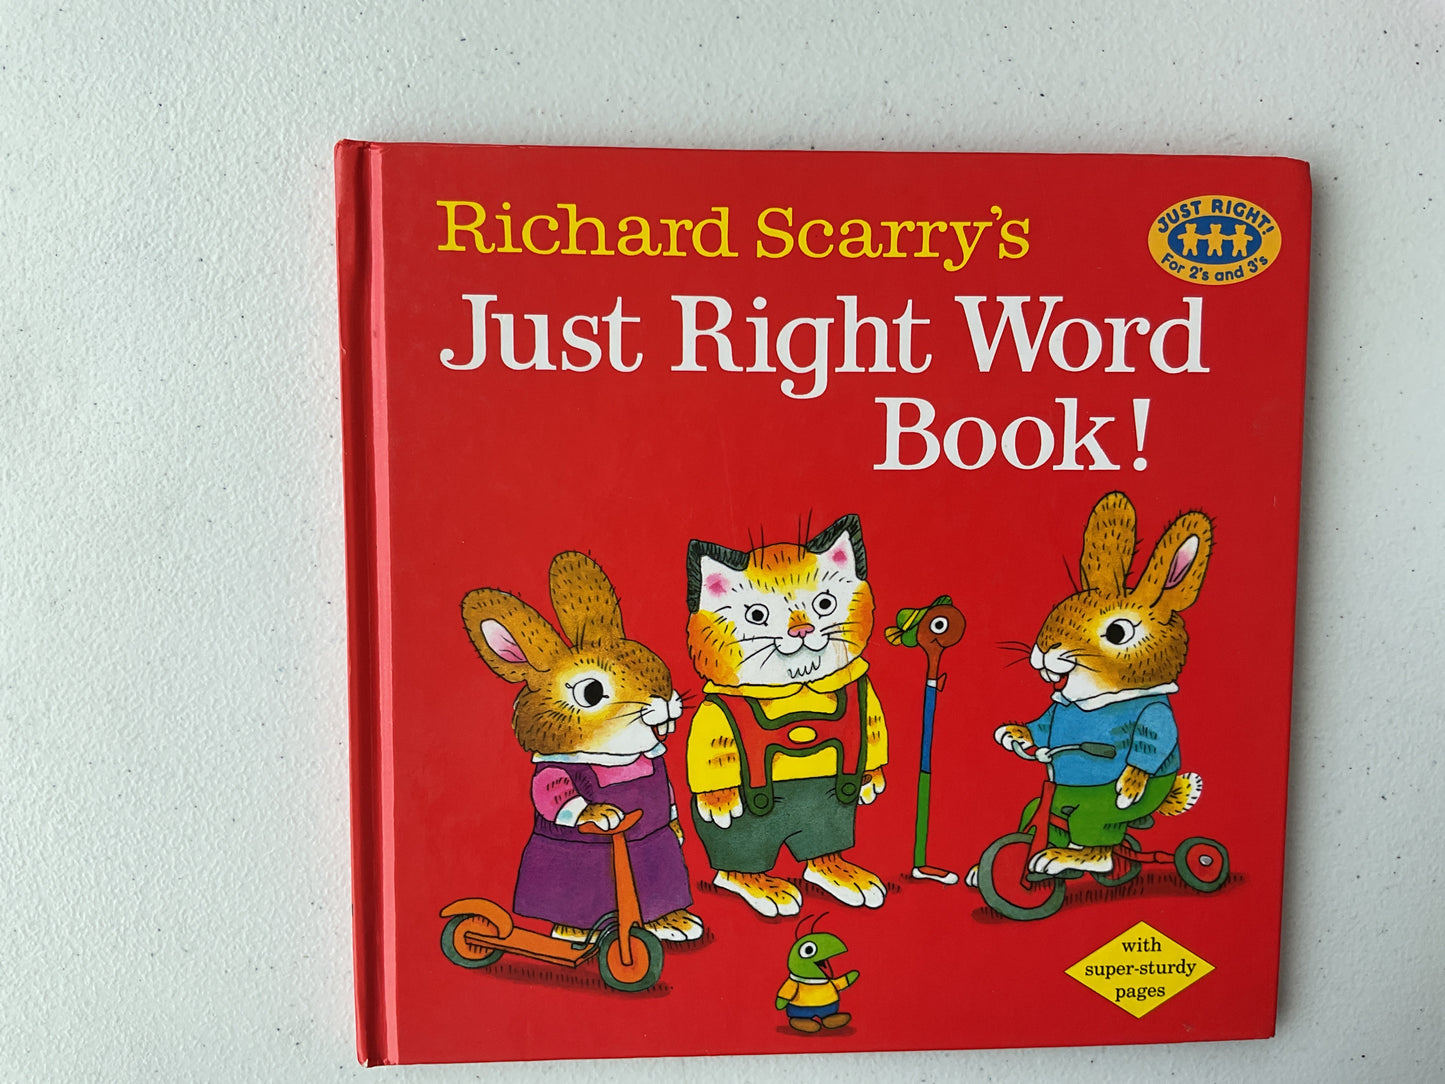 Richard Scarry's
JUST RIGHT!
For 2's and 3's
Just Right Word
Book!
with
super-sturdy
pages